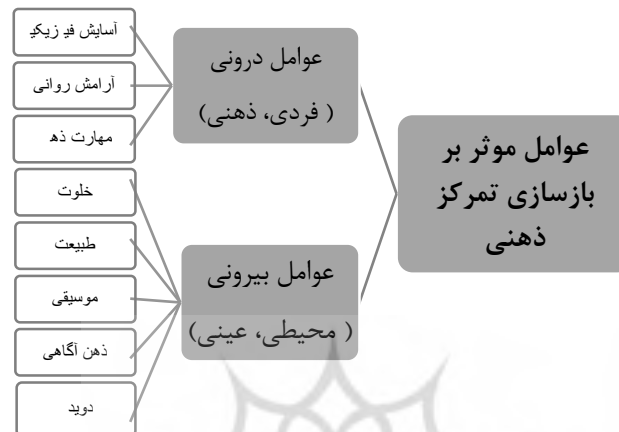 عوامل موثر بر
بازسازی تمرکز
ذهنی
عوامل درونی
( فردی، ذهنی)
آسایش فیزیکی
آرامش روانی
مهارت ذه
عوامل بیرونی
( محیطی، عینی)
خلوت
طبیعت
موسیقی
ذهن آگاهی
دوید